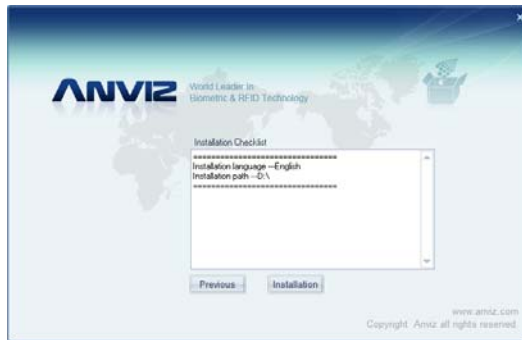 ANVIZ
World Leader in
Biometric & RFID Technology
Installation Checklist
================================
Installation language ---English
Installation path ---D:\
================================
Previous
Installation
www.anviz.com
Copyright Anviz all rights reserved.